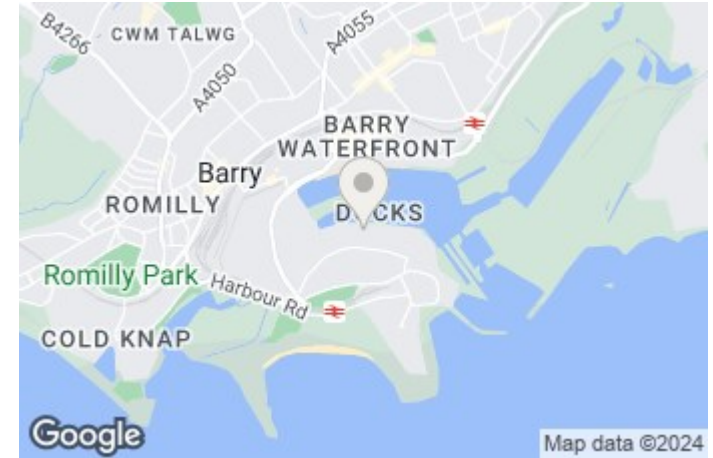 B4266
CWM TALWG
A4055
A4050
BARRY
WATERFRONT
Barry
ROMILLY
D CKS
Romilly Park
Harbour Rd
COLD KNAP
Google
Map data ©2024